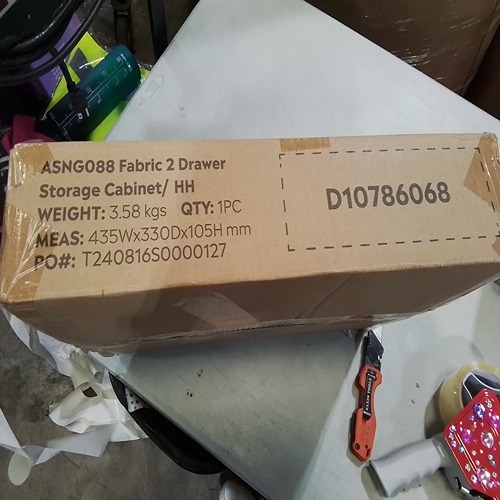 ASNG088 Fabric 2 Drawer
Storage Cabinet/ HH
WEIGHT: 3.58 kgs QTY: 1PC
MEAS: 435Wx330Dx105H mm
PO#: T240816S0000127
D10786068